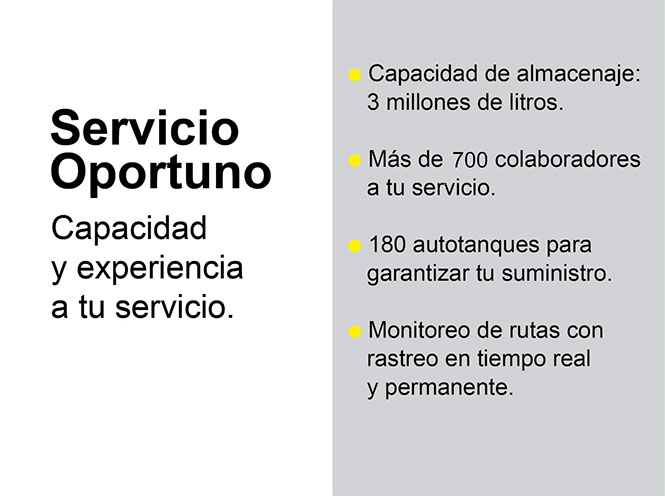 Servicio
Oportuno
Capacidad
y experiencia
a tu servicio.
Capacidad de almacenaje:
3 millones de litros.
Más de 700 colaboradores
a tu servicio.
180 autotanques para
garantizar tu suministro.
Monitoreo de rutas con
rastreo en tiempo real
y permanente.